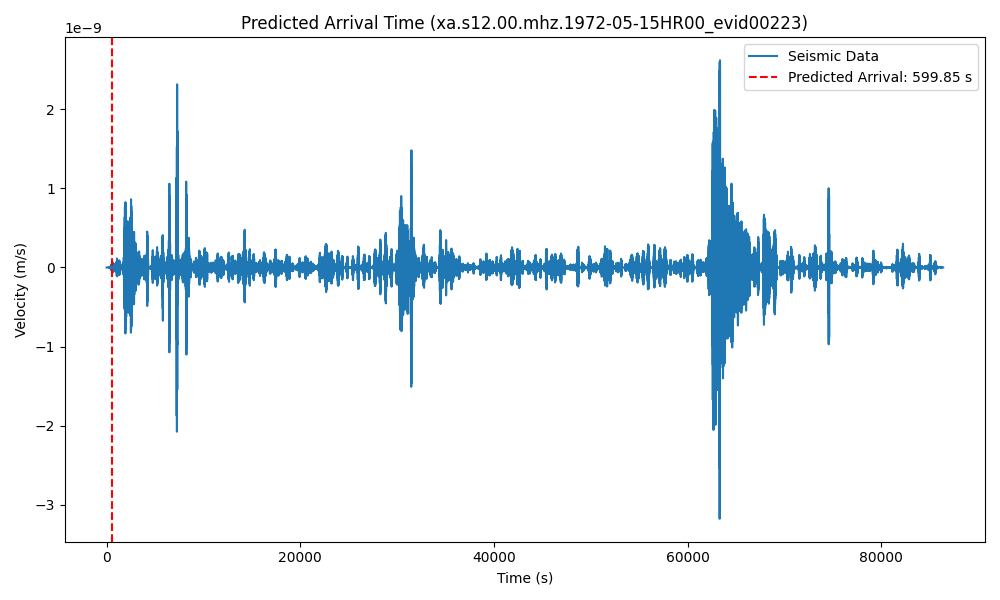 Predicted Arrival Time (xa.s12.00.mhz.1972-05-15HR00_evid00223)
1e−9
Seismic Data
Predicted Arrival: 599.85 s
2
1
0
−1
−2
−3
Velocity (m/s)
0
20000
40000
60000
80000
Time (s)